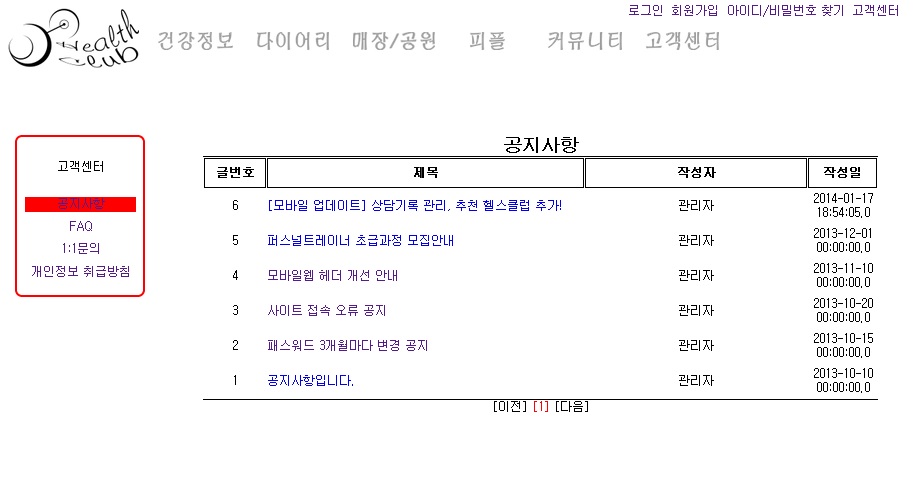 로그인 회원가입 아이디/비밀번호 찾기 고객센터
Health Club
건강정보 다이어리 매장/공원 피플 커뮤니티 고객센터
고객센터
공지사항
FAQ
1:1문의
개인정보 취급방침
공지사항
글번호 제목 작성자 작성일
6 [모바일 업데이트] 상담기록 관리, 추천 헬스클럽 추가! 관리자 2014-01-17 18:54:05.0
5 퍼스널트레이너 초급과정 모집안내 관리자 2013-12-01 00:00:00.0
4 모바일웹 헤더 개선 안내 관리자 2013-11-10 00:00:00.0
3 사이트 접속 오류 공지 관리자 2013-10-20 00:00:00.0
2 패스워드 3개월마다 변경 공지 관리자 2013-10-15 00:00:00.0
1 공지사항입니다. 관리자 2013-10-10 00:00:00.0
[이전] [1] [다음]